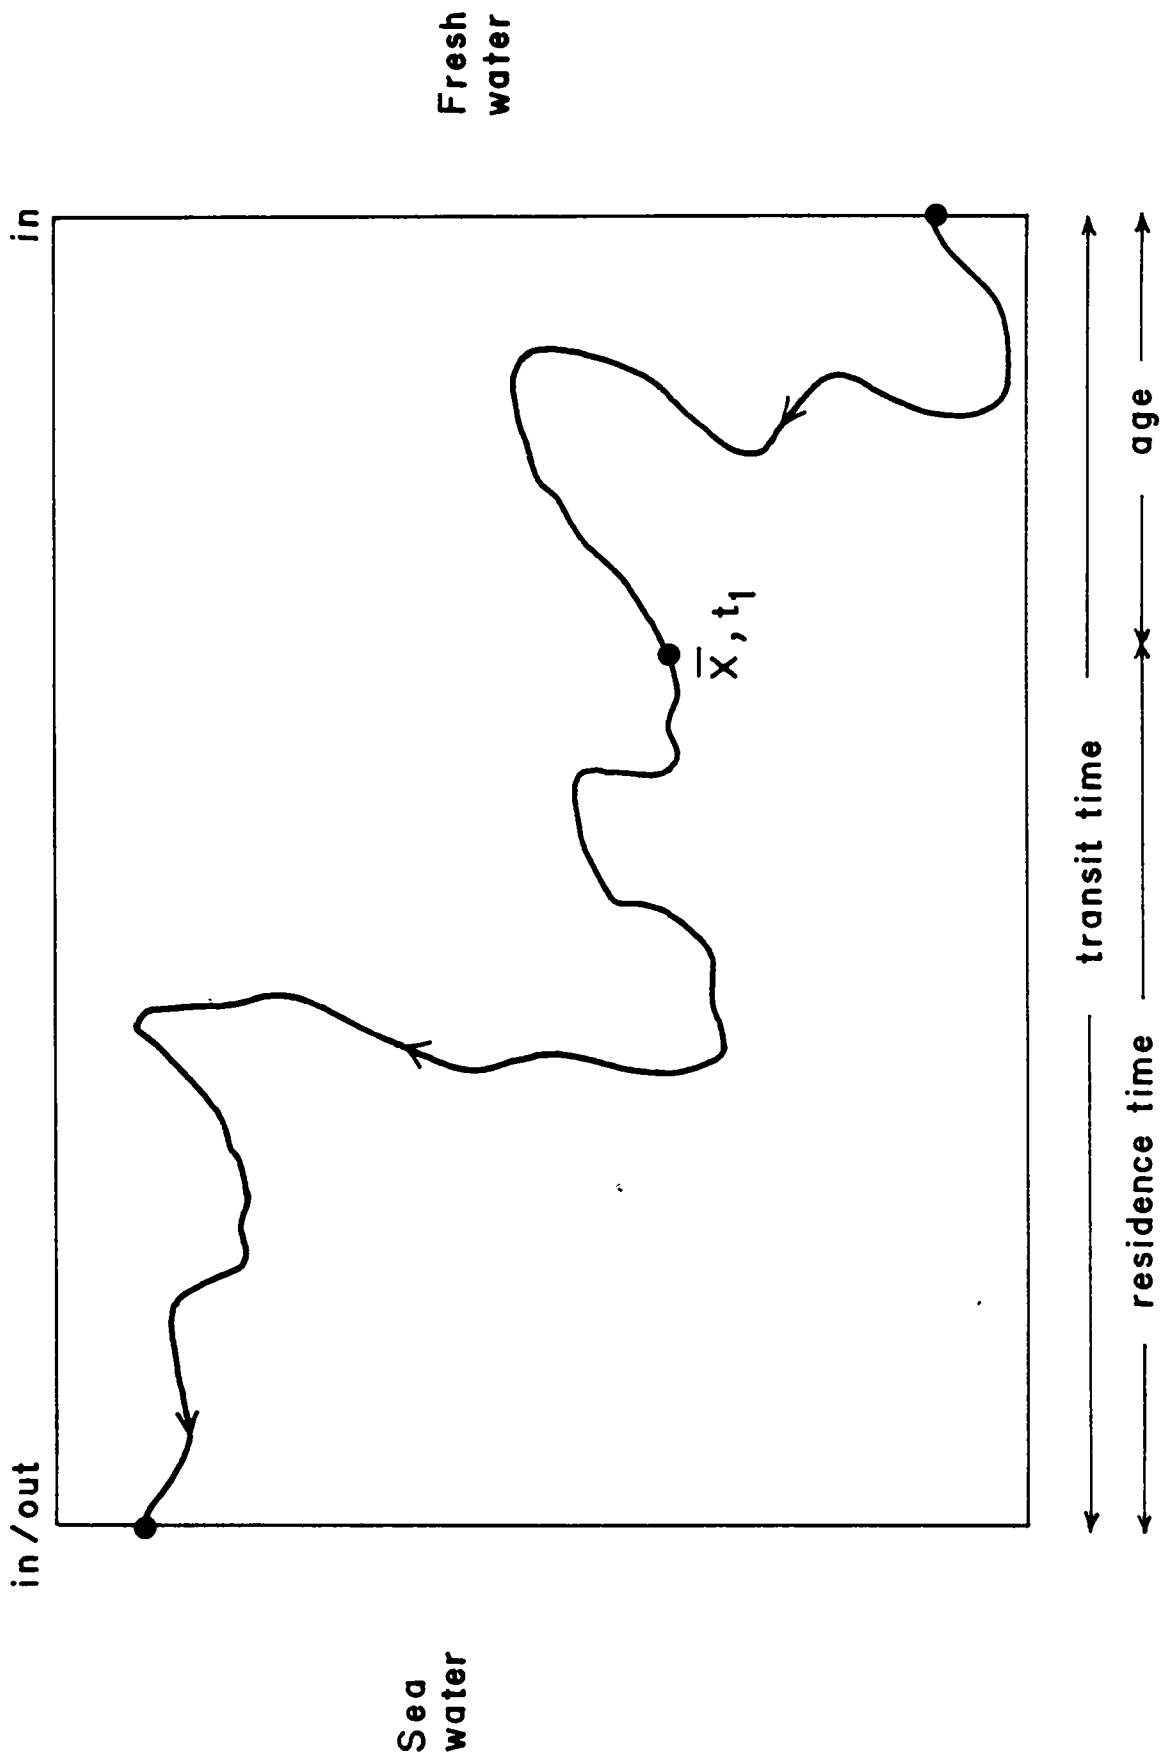 in/out
in
Sea
water
Fresh
water
x̅, t₁
transit time
residence time
age